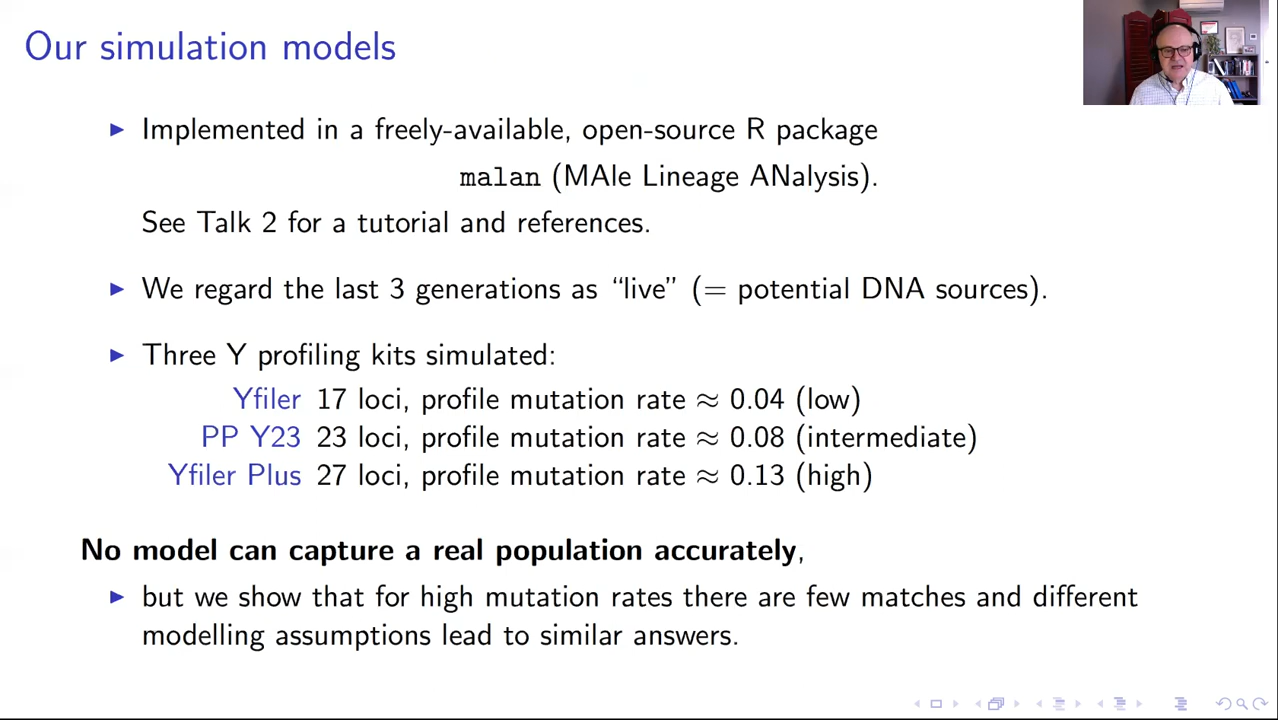 Our simulation models
▶ Implemented in a freely-available, open-source R package
malan (MAle Lineage ANalysis).
See Talk 2 for a tutorial and references.
▶ We regard the last 3 generations as “live” (= potential DNA sources).
▶ Three Y profiling kits simulated:
Yfiler 17 loci, profile mutation rate ≈ 0.04 (low)
PP Y23 23 loci, profile mutation rate ≈ 0.08 (intermediate)
Yfiler Plus 27 loci, profile mutation rate ≈ 0.13 (high)
No model can capture a real population accurately,
▶ but we show that for high mutation rates there are few matches and different
modelling assumptions lead to similar answers.